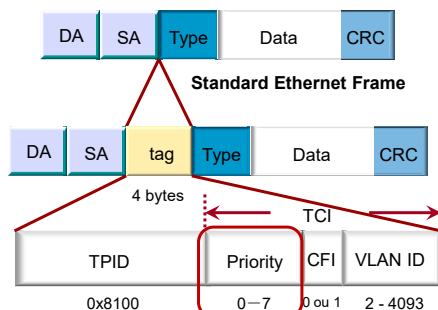 DA SA Type Data CRC
Standard Ethernet Frame
DA SA tag Type Data CRC
4 bytes
TCI
TPID Priority CFI VLAN ID
0x8100 0－7 0 ou 1 2 - 4093